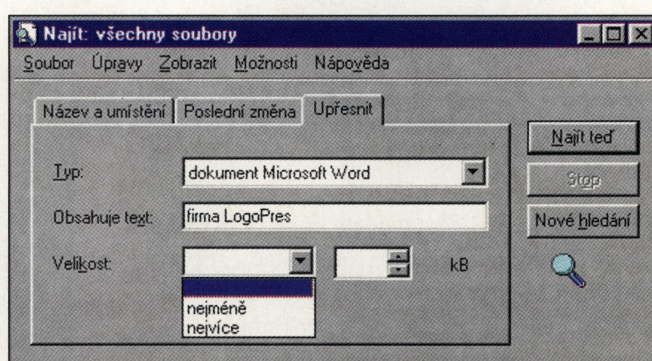 Najít: všechny soubory
Soubor Úpravy Zobrazit Možnosti Nápověda
Název a umístění Poslední změna Upřesnit
Najít teď
Typ: dokument Microsoft Word
Stop
Obsahuje text: firma LogoPres
Nové hledání
Velikost: kB
nejméně
nejvíce